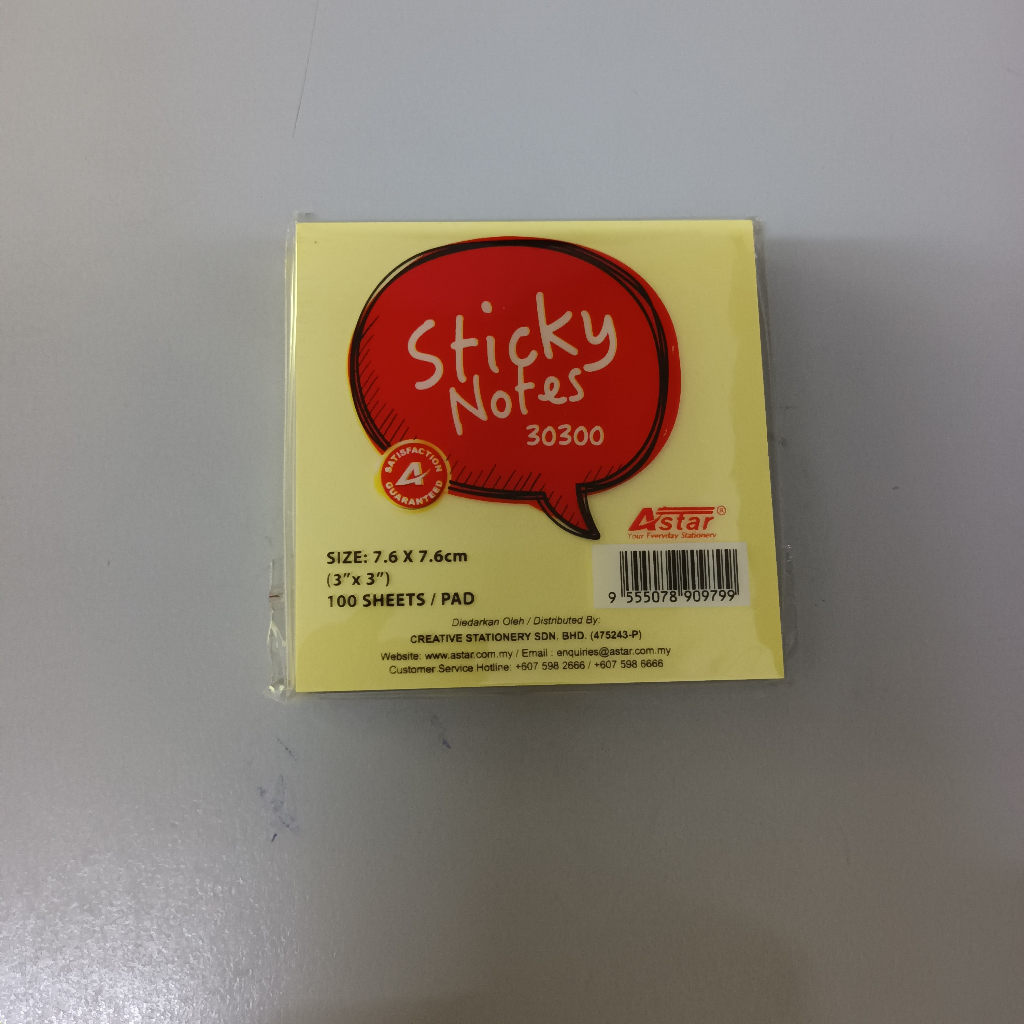 Sticky
Notes
30300
SATISFACTION
GUARANTEED
Astar®
Your Everyday Stationery
SIZE: 7.6 X 7.6cm
(3”x 3”)
100 SHEETS / PAD
9 555078 909799
Diedarkan Oleh / Distributed By:
CREATIVE STATIONERY SDN. BHD. (475243-P)
Website: www.astar.com.my / Email : enquiries@astar.com.my
Customer Service Hotline: +607 598 2666 / +607 598 6666